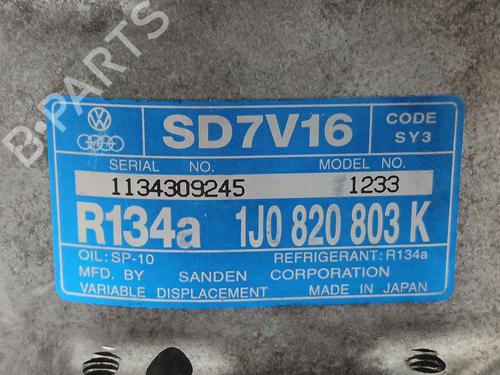 B-PARTS
SD7V16
CODE
SY3
SERIAL NO.
MODEL NO.
1134309245
1233
R134a
1J0 820 803 K
OIL:SP-10
REFRIGERANT:R134a
MFD. BY SANDEN CORPORATION
VARIABLE DISPLACEMENT
MADE IN JAPAN